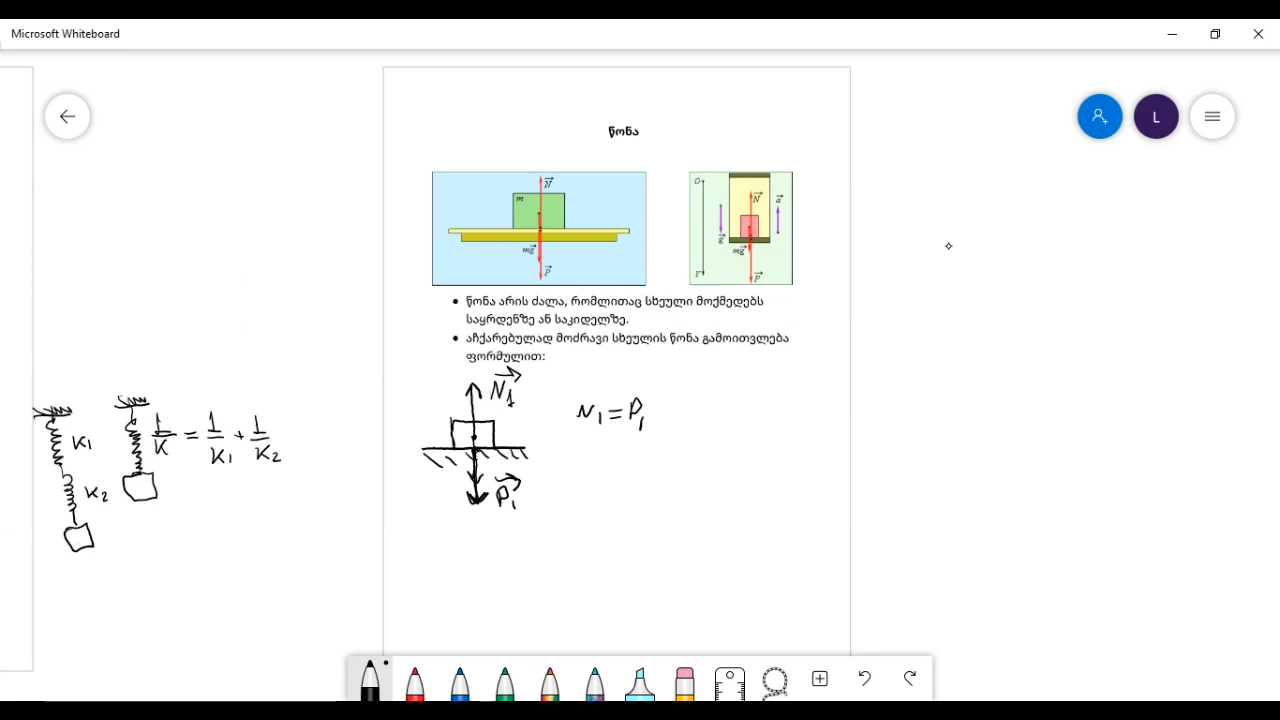 Microsoft Whiteboard
L
წონა
N
m
mg
P
O
N
a
g
mg
Y
P
• წონა არის ძალა, რომლითაც სხეული მოქმედებს
საყრდენზე ან საკიდელზე.
• აჩქარებულად მოძრავი სხეულის წონა გამოითვლება
ფორმულით:
N₁
N₁ = P₁
P₁
K₁
K₂
1/K = 1/K₁ + 1/K₂